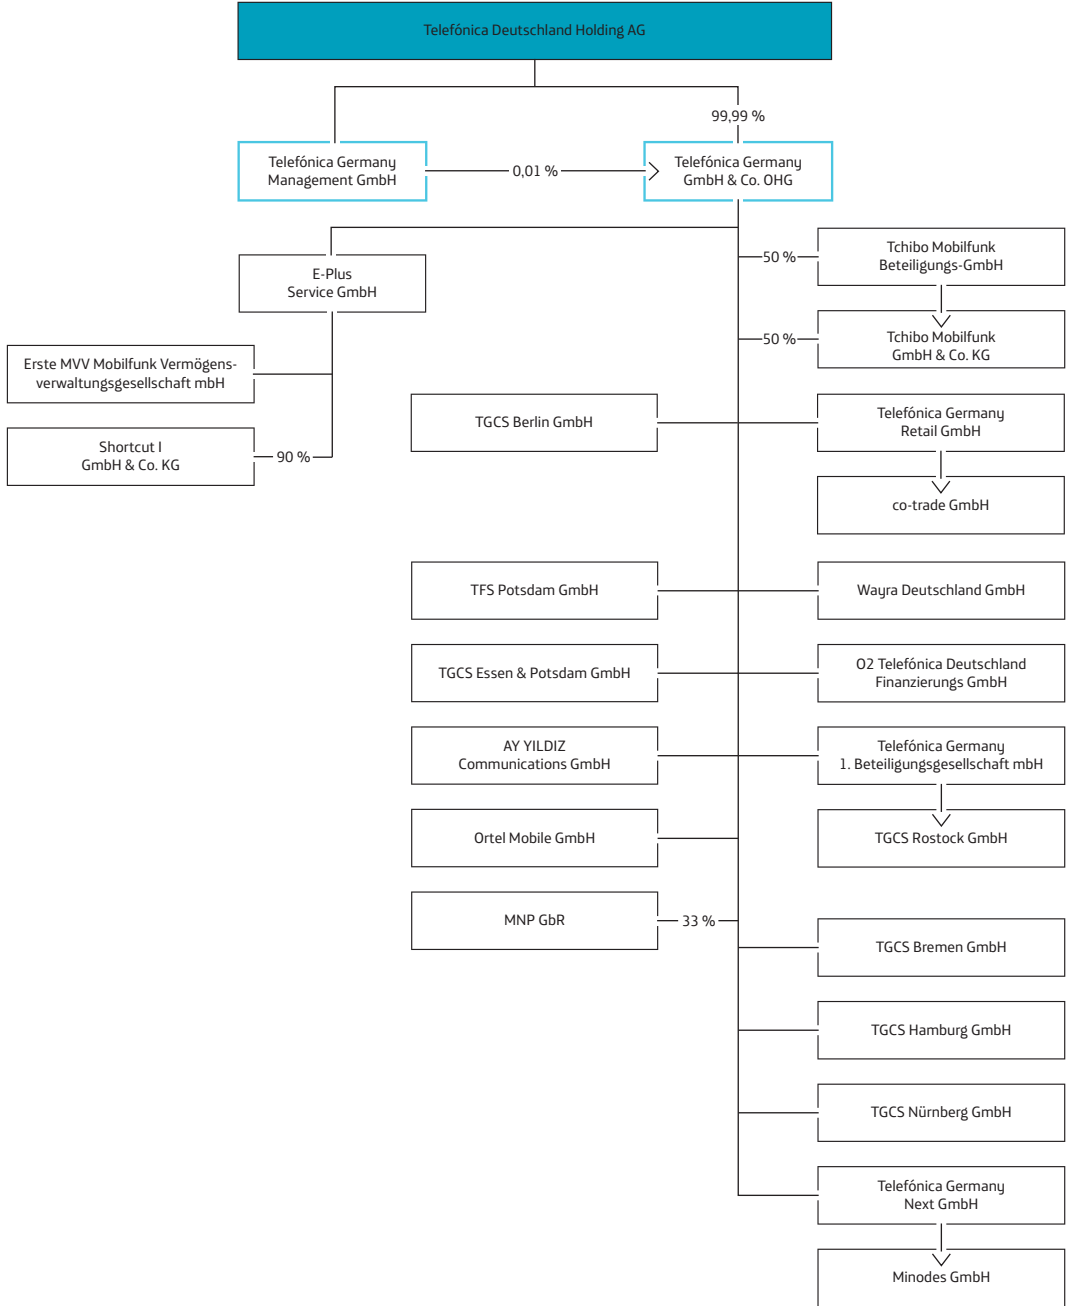 Telefónica Deutschland Holding AG
99,99 %
Telefónica Germany
Management GmbH
0,01 %
Telefónica Germany
GmbH & Co. OHG
E-Plus
Service GmbH
50 %
Tchibo Mobilfunk
Beteiligungs-GmbH
50 %
Tchibo Mobilfunk
GmbH & Co. KG
Erste MVV Mobilfunk Vermögens-
verwaltungsgesellschaft mbH
Shortcut I
GmbH & Co. KG
90 %
TGCS Berlin GmbH
Telefónica Germany
Retail GmbH
co-trade GmbH
TFS Potsdam GmbH
Wayra Deutschland GmbH
TGCS Essen & Potsdam GmbH
O2 Telefónica Deutschland
Finanzierungs GmbH
AY YILDIZ
Communications GmbH
Telefónica Germany
1. Beteiligungsgesellschaft mbH
Ortel Mobile GmbH
TGCS Rostock GmbH
MNP GbR
33 %
TGCS Bremen GmbH
TGCS Hamburg GmbH
TGCS Nürnberg GmbH
Telefónica Germany
Next GmbH
Minodes GmbH